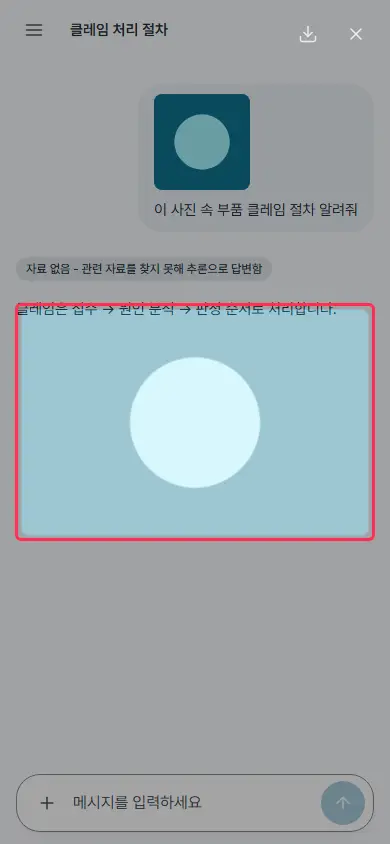 클레임 처리 절차
이 사진 속 부품 클레임 절차 알려줘
자료 없음 - 관련 자료를 찾지 못해 추론으로 답변함
클레임은 접수 → 원인 분석 → 판정 순서로 처리합니다.
메시지를 입력하세요